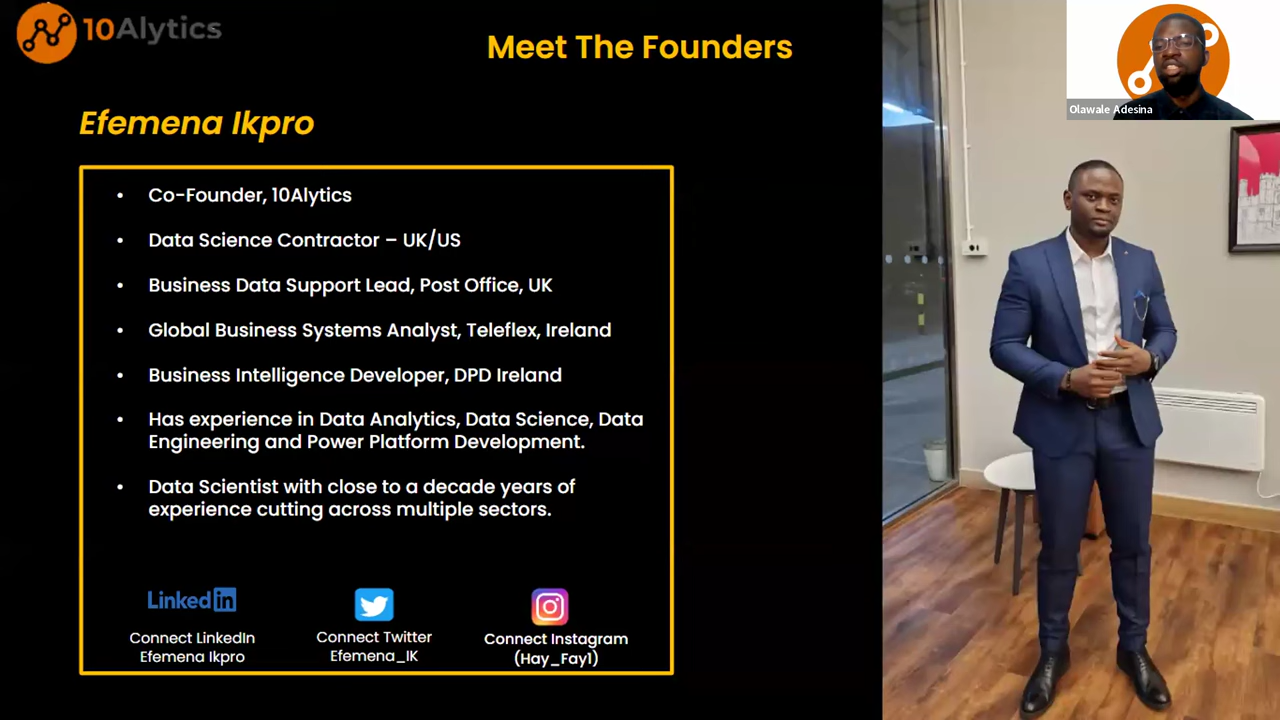 10Alytics
Meet The Founders
Olawale Adesina
Efemena Ikpro
• Co-Founder, 10Alytics
• Data Science Contractor – UK/US
• Business Data Support Lead, Post Office, UK
• Global Business Systems Analyst, Teleflex, Ireland
• Business Intelligence Developer, DPD Ireland
• Has experience in Data Analytics, Data Science, Data
Engineering and Power Platform Development.
• Data Scientist with close to a decade years of
experience cutting across multiple sectors.
Linkedin
Connect LinkedIn
Efemena Ikpro
Connect Twitter
Efemena_IK
Connect Instagram
(Hay_Fay1)